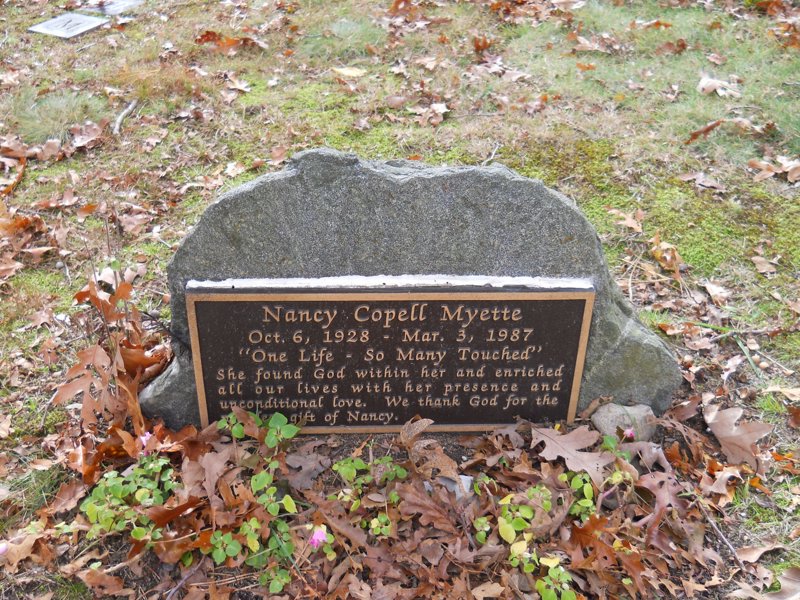 Nancy Copell Myette
Oct. 6, 1928 - Mar. 3, 1987
"One Life - So Many Touched"
She found God within her and enriched
all our lives with her presence and
unconditional love. We thank God for the
gift of Nancy.